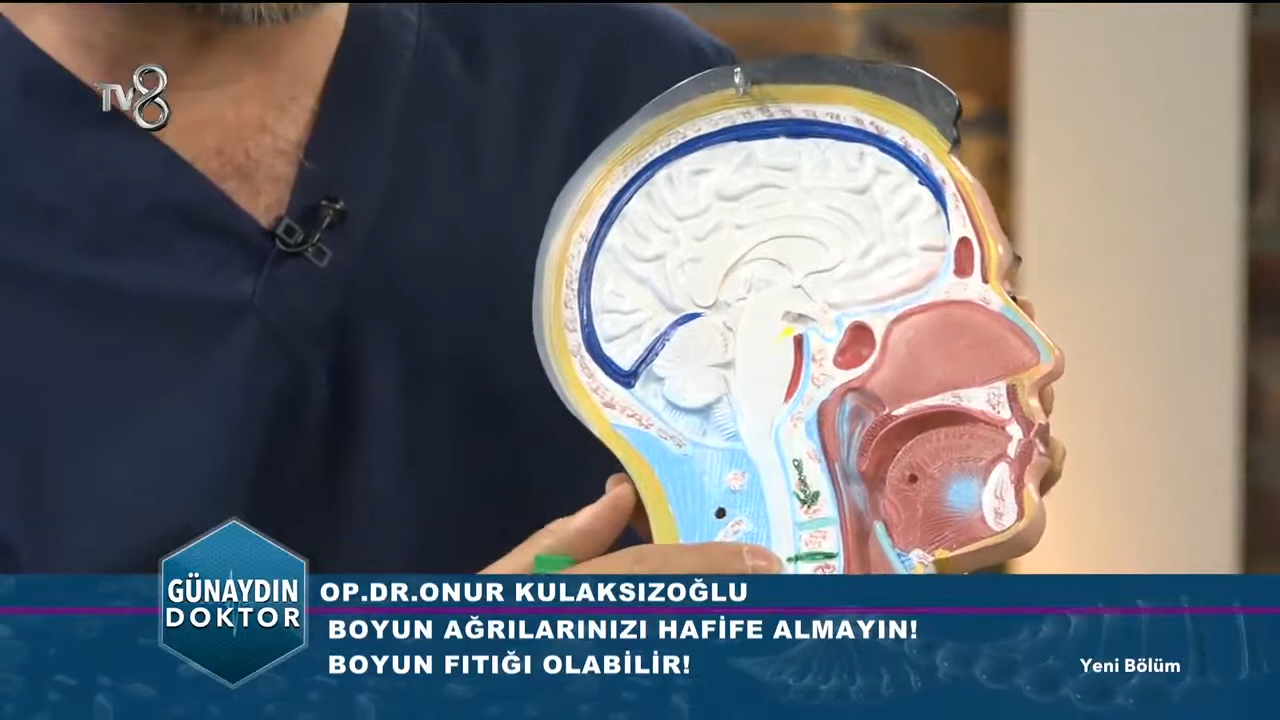 TV8
GÜNAYDIN
DOKTOR
OP.DR.ONUR KULAKSIZOĞLU
BOYUN AĞRILARINIZI HAFİFE ALMAYIN!
BOYUN FITIĞI OLABİLİR!
Yeni Bölüm